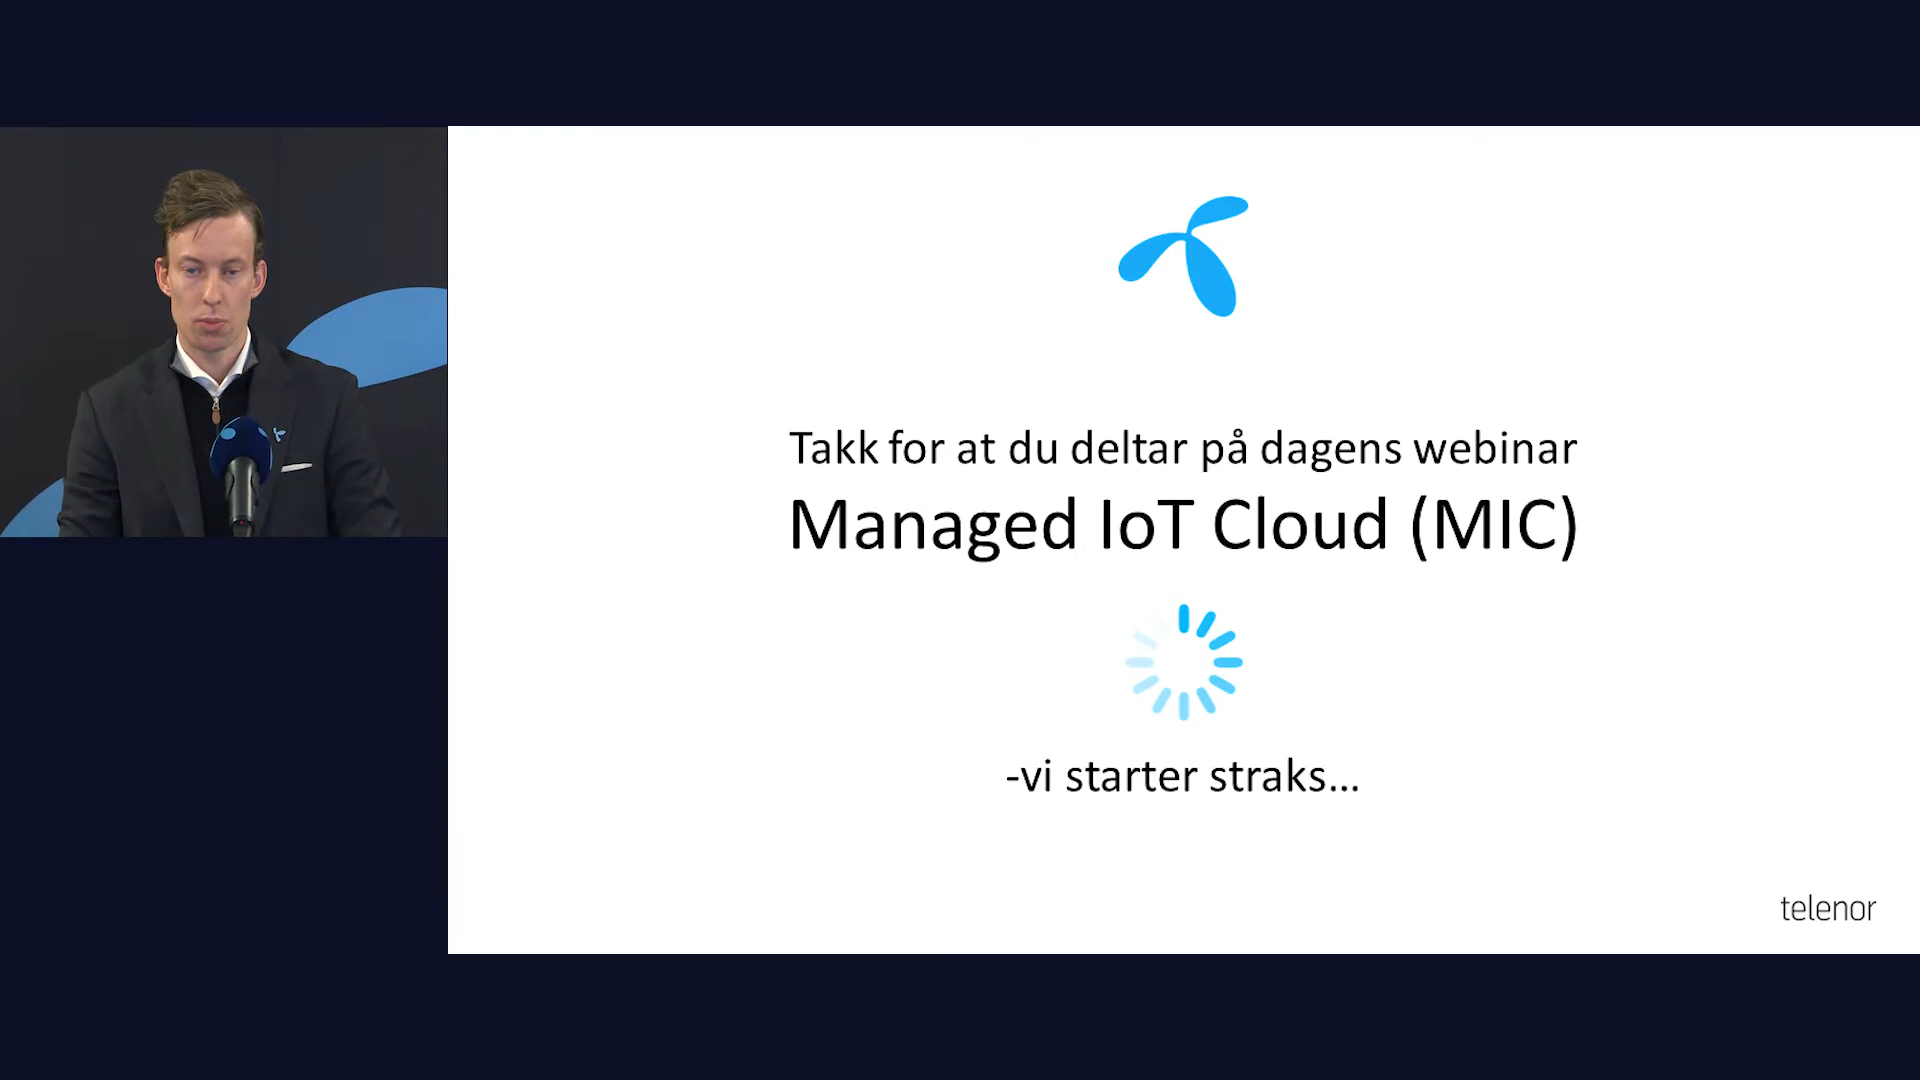 Takk for at du deltar på dagens webinar
Managed IoT Cloud (MIC)
-vi starter straks...
telenor